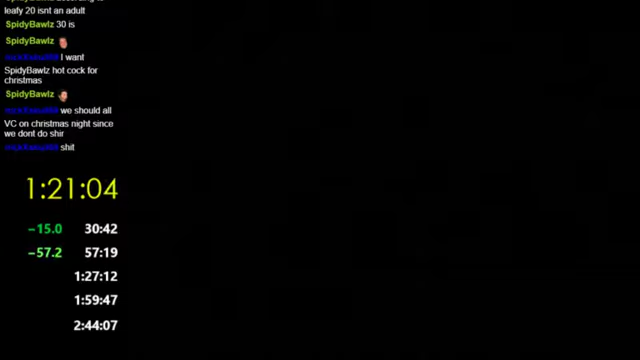 leafy 20 isnt an adult
SpidyBawlz 30 is
SpidyBawlz
I want
SpidyBawlz hot cock for
christmas
SpidyBawlz
we should all
VC on christmas night since
we dont do shir
shit
1:21:04
-15.0 30:42
-57.2 57:19
1:27:12
1:59:47
2:44:07